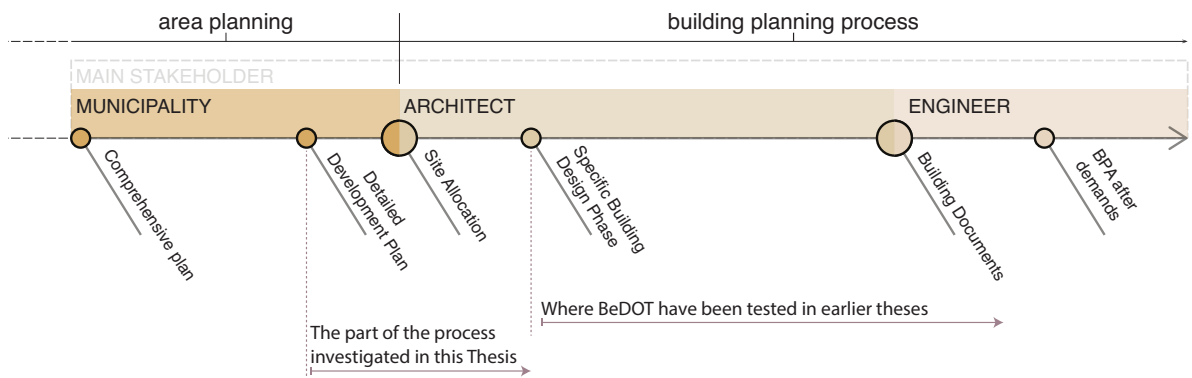 area planning
building planning process
MAIN STAKEHOLDER
MUNICIPALITY
ARCHITECT
ENGINEER
Comprehensive plan
Detailed
Development Plan
Site Allocation
Specific Building
Design Phase
Building Documents
BPA after
demands
Where BeDOT have been tested in earlier theses
The part of the process
investigated in this Thesis